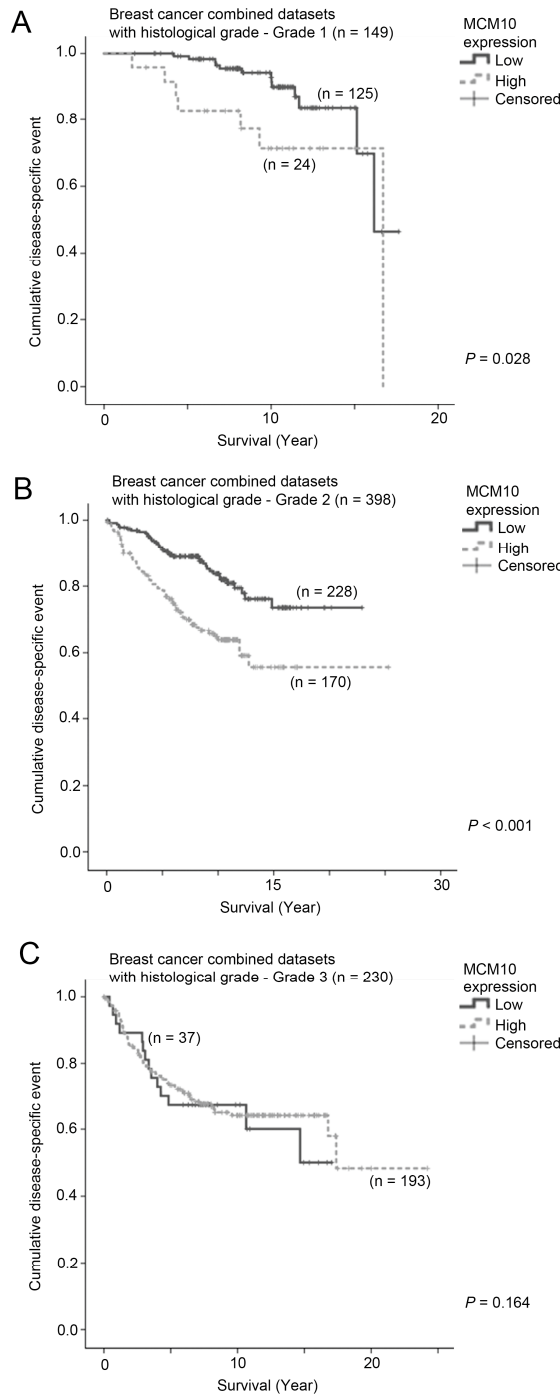 A
Breast cancer combined datasets
with histological grade - Grade 1 (n = 149)
MCM10
expression
Low
High
Censored
1.0
0.8
0.6
0.4
0.2
0.0
Cumulative disease-specific event
(n = 125)
(n = 24)
P = 0.028
0
10
20
Survival (Year)
B
Breast cancer combined datasets
with histological grade - Grade 2 (n = 398)
MCM10
expression
Low
High
Censored
1.0
0.8
0.6
0.4
0.2
0.0
Cumulative disease-specific event
(n = 228)
(n = 170)
P < 0.001
0
15
30
Survival (Year)
C
Breast cancer combined datasets
with histological grade - Grade 3 (n = 230)
MCM10
expression
Low
High
Censored
1.0
0.8
0.6
0.4
0.2
0.0
Cumulative disease-specific event
(n = 37)
(n = 193)
P = 0.164
0
10
20
Survival (Year)